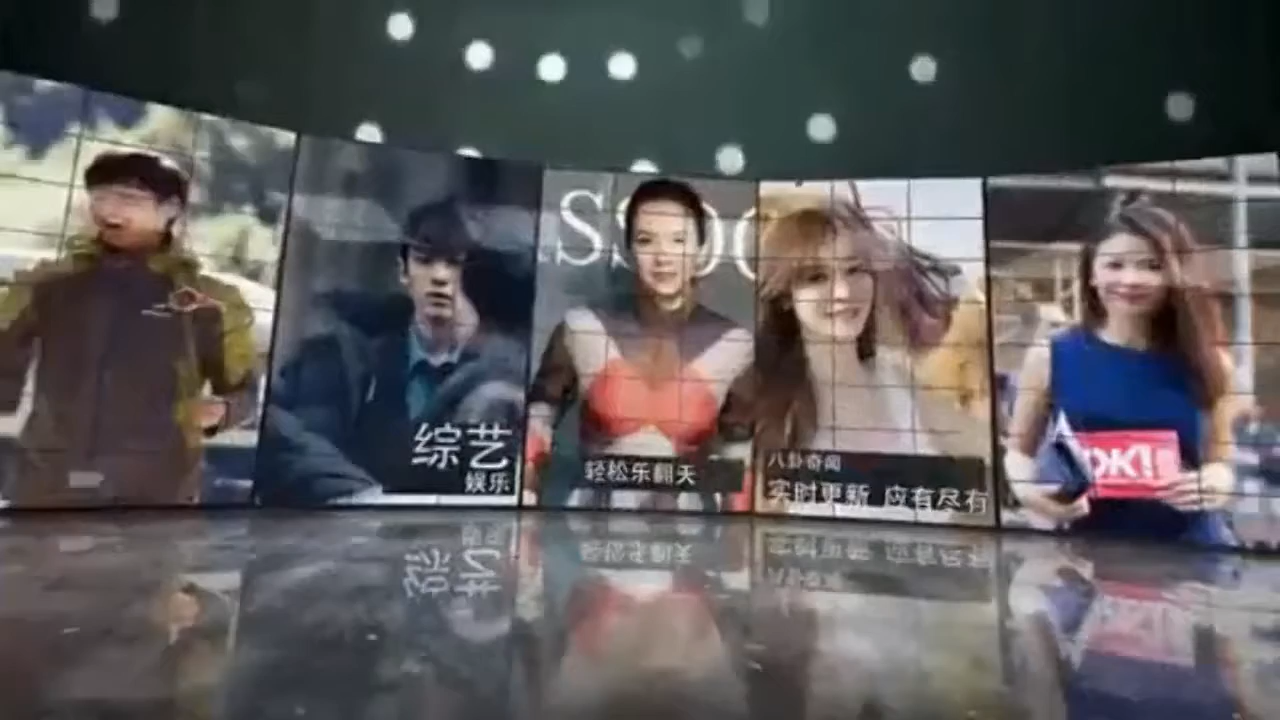 综艺
娱乐
轻松乐翻天
八卦奇闻
实时更新 应有尽有
OK!